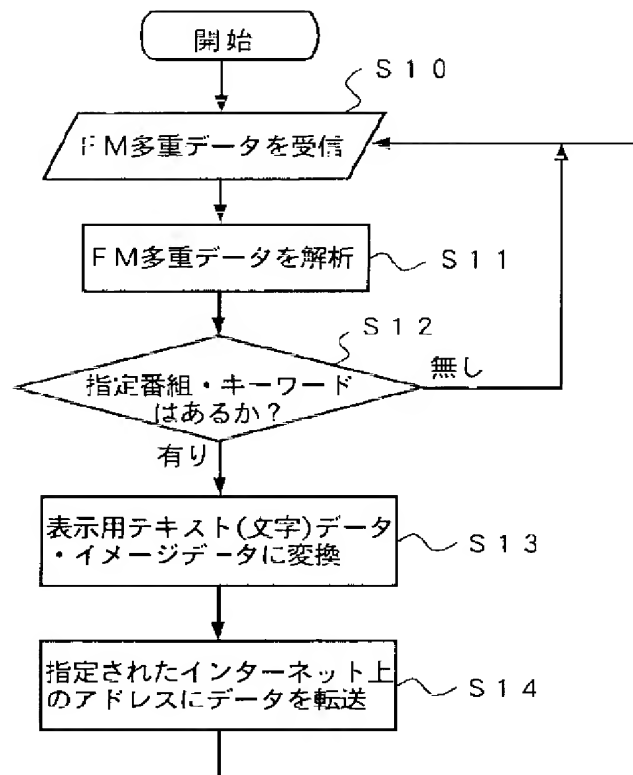 開始
S10
FM多重データを受信
FM多重データを解析
S11
S12
無し
指定番組・キーワード
はあるか？
有り
表示用テキスト(文字)データ
・イメージデータに変換
S13
指定されたインターネット上
のアドレスにデータを転送
S14